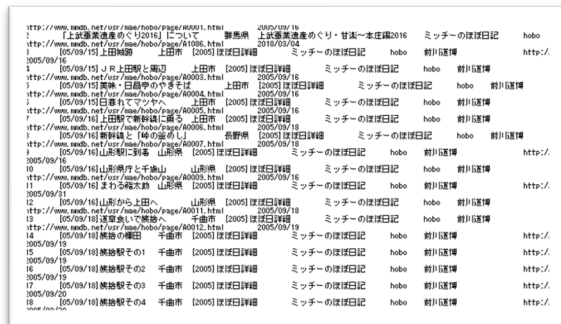 http://www.mmdb.net/usr/mae/hobo/page/A0001.html 2005/09/16
2 「上武蚕業遺産めぐり2016」について 群馬県 上武蚕業遺産めぐり・甘楽～本庄編2016 ミッチーのほぼ日記 hobo
http://www.mmdb.net/usr/mae/hobo/page/A1086.html 2018/03/04
[05/09/15]上田城跡 上田市 [2005]ほぼ日詳細 ミッチーのほぼ日記 hobo 前川道博 http:/.
2005/09/16
[05/09/15]ＪＲ上田駅と周辺 上田市 [2005]ほぼ日詳細 ミッチーのほぼ日記 hobo 前川道博
http://www.mmdb.net/usr/mae/hobo/page/A0003.html 2005/09/16
[05/09/15]美味・日昌亭のやきそば 上田市 [2005]ほぼ日詳細 ミッチーのほぼ日記 hobo 前川道博
http://www.mmdb.net/usr/mae/hobo/page/A0004.html 2005/09/16
[05/09/15]日暮れてマツヤへ 上田市 [2005]ほぼ日詳細 ミッチーのほぼ日記 hobo 前川道博
http://www.mmdb.net/usr/mae/hobo/page/A0005.html 2005/09/16
[05/09/16]上田駅で新幹線に乗る 上田市 [2005]ほぼ日詳細 ミッチーのほぼ日記 hobo 前川道博
http://www.mmdb.net/usr/mae/hobo/page/A0006.html 2005/09/18
[05/09/16]新幹線と「峠の釜めし」 長野県 [2005]ほぼ日詳細 ミッチーのほぼ日記 hobo 前川道博
http://www.mmdb.net/usr/mae/hobo/page/A0007.html 2005/09/18
[05/09/16]山形駅に到着 山形県 [2005]ほぼ日詳細 ミッチーのほぼ日記 hobo 前川道博 http:/.
2005/09/16
10 [05/09/16]山形県庁と千歳山 山形県 [2005]ほぼ日詳細 ミッチーのほぼ日記 hobo 前川道博
http://www.mmdb.net/usr/mae/hobo/page/A0009.html 2005/09/16
11 [05/09/16]まわる 山形県 [2005]ほぼ日詳細 ミッチーのほぼ日記 hobo 前川道博 http:/.
2005/09/31
12 [05/09/16]山形から上田へ 山形県 [2005]ほぼ日詳細 ミッチーのほぼ日記 hobo 前川道博
http://www.mmdb.net/usr/mae/hobo/page/A0011.html 2005/09/18
13 [05/09/18]道草食いで姨捨へ 千曲市 [2005]ほぼ日詳細 ミッチーのほぼ日記 hobo 前川道博
http://www.mmdb.net/usr/mae/hobo/page/A0012.html 2005/09/19
14 [05/09/18]姨捨の棚田 千曲市 [2005]ほぼ日詳細 ミッチーのほぼ日記 hobo 前川道博 http:/.
2005/09/19
15 [05/09/18]姨捨駅その1 千曲市 [2005]ほぼ日詳細 ミッチーのほぼ日記 hobo 前川道博 http:/.
2005/09/19
16 [05/09/18]姨捨駅その2 千曲市 [2005]ほぼ日詳細 ミッチーのほぼ日記 hobo 前川道博 http:/.
2005/09/19
17 [05/09/18]姨捨駅その3 千曲市 [2005]ほぼ日詳細 ミッチーのほぼ日記 hobo 前川道博 http:/.
2005/09/20
18 [05/09/18]姨捨駅その4 千曲市 [2005]ほぼ日詳細 ミッチーのほぼ日記 hobo 前川道博 http:/.